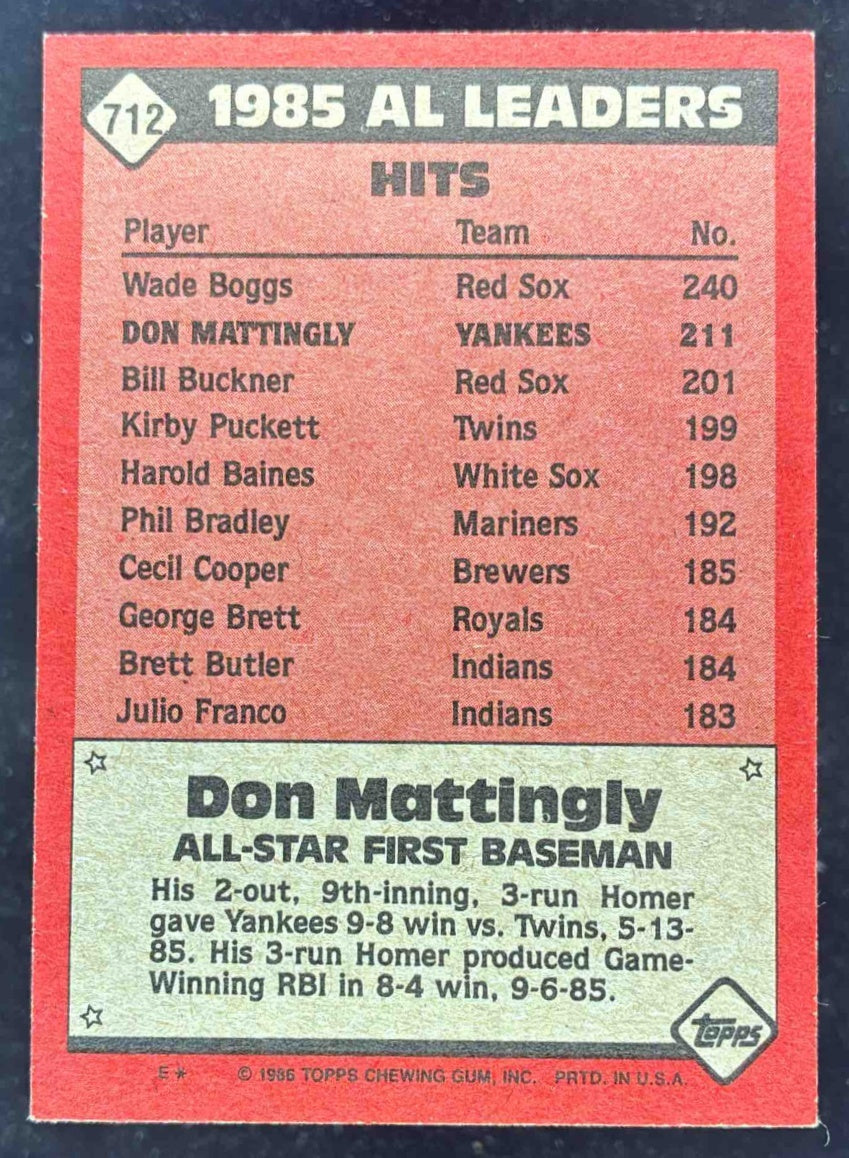 712 1985 AL LEADERS
HITS
Player Team No.
Wade Boggs Red Sox 240
DON MATTINGLY YANKEES 211
Bill Buckner Red Sox 201
Kirby Puckett Twins 199
Harold Baines White Sox 198
Phil Bradley Mariners 192
Cecil Cooper Brewers 185
George Brett Royals 184
Brett Butler Indians 184
Julio Franco Indians 183
Don Mattingly
ALL-STAR FIRST BASEMAN
His 2-out, 9th-inning, 3-run Homer
gave Yankees 9-8 win vs. Twins, 5-13-
85. His 3-run Homer produced Game-
Winning RBI in 8-4 win, 9-6-85.
topps
E* © 1986 TOPPS CHEWING GUM, INC. PRTD. IN U.S.A.